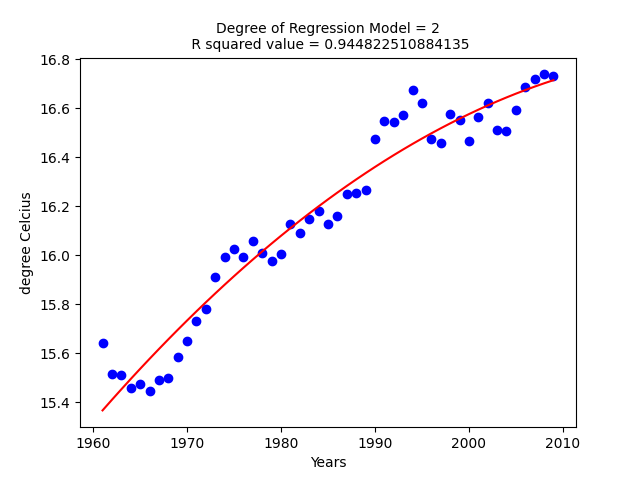 Degree of Regression Model = 2
R squared value = 0.944822510884135
16.8
16.6
16.4
16.2
16.0
15.8
15.6
15.4
degree Celcius
1960 1970 1980 1990 2000 2010
Years